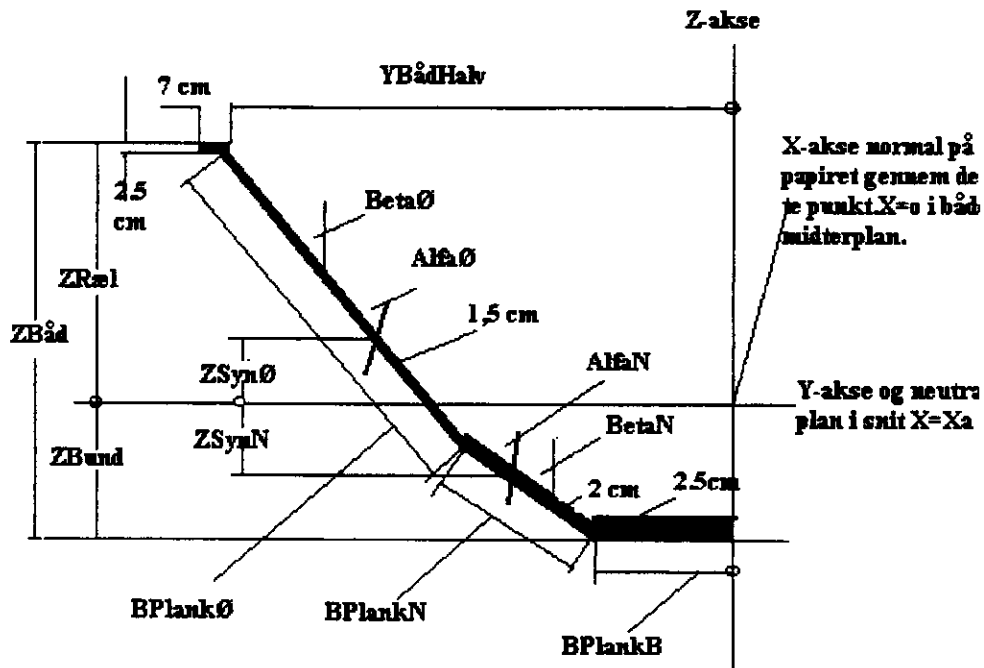 Z-akse
YBådHalv
7 cm
X-akse normal på
papiret gennem de
te punkt.X=o i båd
midterplan.
2.5
cm
BetaØ
AlfaØ
ZRæl
1,5 cm
ZBåd
ZSynØ
AlfaN
Y-akse og neutra
plan i snit X=Xa
BetaN
ZSynN
ZBund
2 cm
2.5cm
BPlankØ
BPlankN
BPlankB